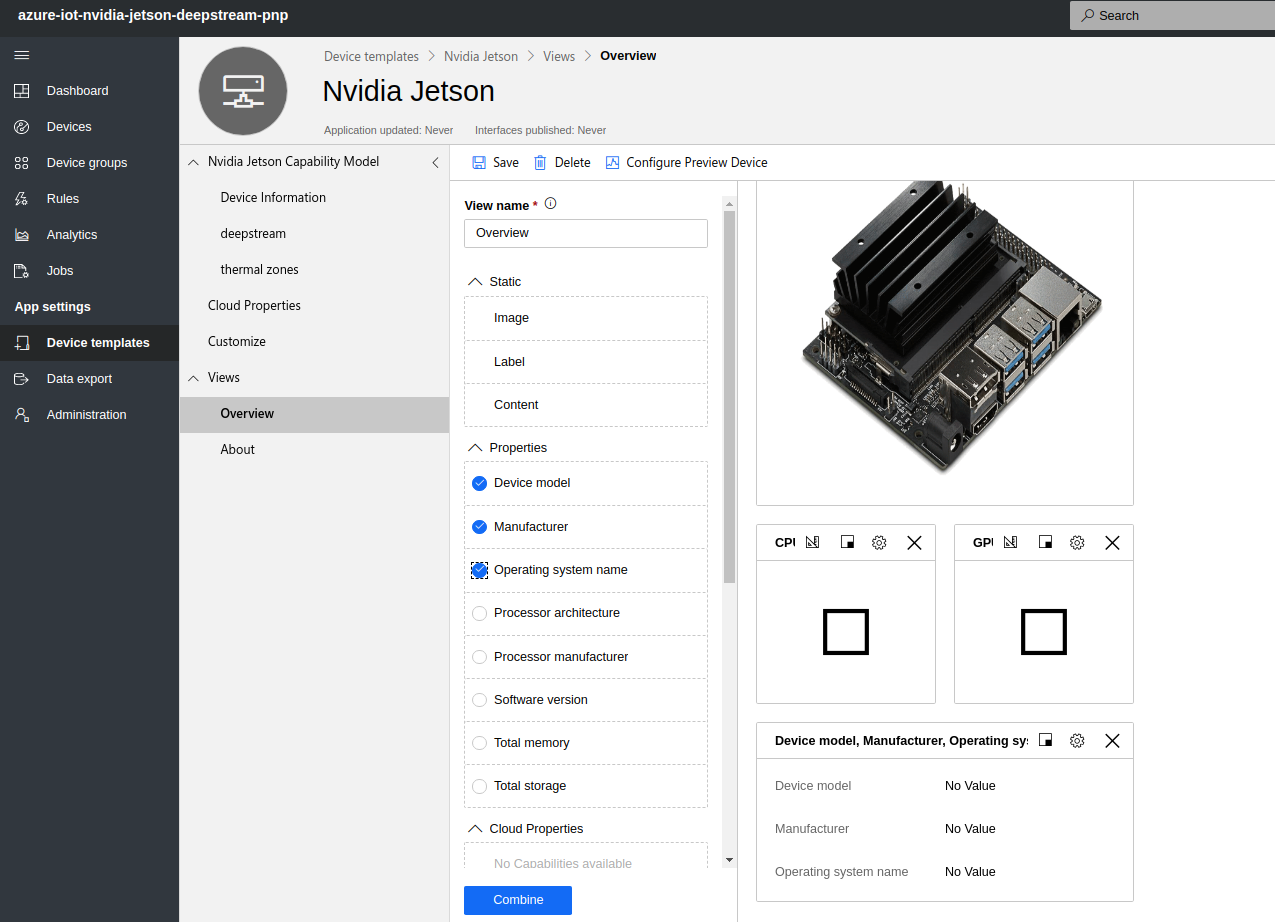 azure-iot-nvidia-jetson-deepstream-pnp
Search
Dashboard
Devices
Device groups
Rules
Analytics
Jobs
App settings
Device templates
Data export
Administration
Device templates > Nvidia Jetson > Views > Overview
Nvidia Jetson
Application updated: Never Interfaces published: Never
Nvidia Jetson Capability Model
Device Information
deepstream
thermal zones
Cloud Properties
Customize
Views
Overview
About
Save Delete Configure Preview Device
View name *
Overview
Static
Image
Label
Content
Properties
Device model
Manufacturer
Operating system name
Processor architecture
Processor manufacturer
Software version
Total memory
Total storage
Cloud Properties
No Capabilities available
Combine
CPU
GPU
Device model, Manufacturer, Operating sys
Device model No Value
Manufacturer No Value
Operating system name No Value